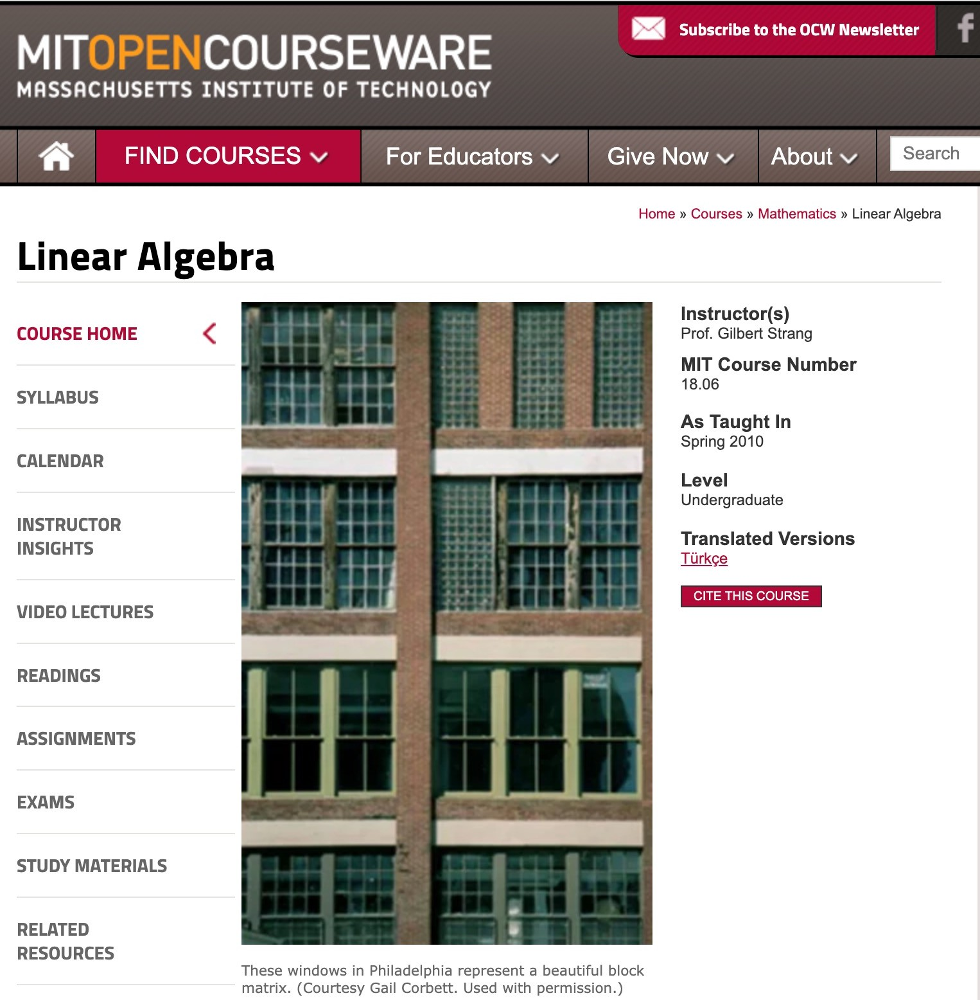 MITOPENCOURSEWARE
MASSACHUSETTS INSTITUTE OF TECHNOLOGY
Subscribe to the OCW Newsletter
FIND COURSES
For Educators
Give Now
About
Search
Home » Courses » Mathematics » Linear Algebra
Linear Algebra
COURSE HOME
SYLLABUS
CALENDAR
INSTRUCTOR
INSIGHTS
VIDEO LECTURES
READINGS
ASSIGNMENTS
EXAMS
STUDY MATERIALS
RELATED
RESOURCES
These windows in Philadelphia represent a beautiful block
matrix. (Courtesy Gail Corbett. Used with permission.)
Instructor(s)
Prof. Gilbert Strang
MIT Course Number
18.06
As Taught In
Spring 2010
Level
Undergraduate
Translated Versions
Türkçe
CITE THIS COURSE